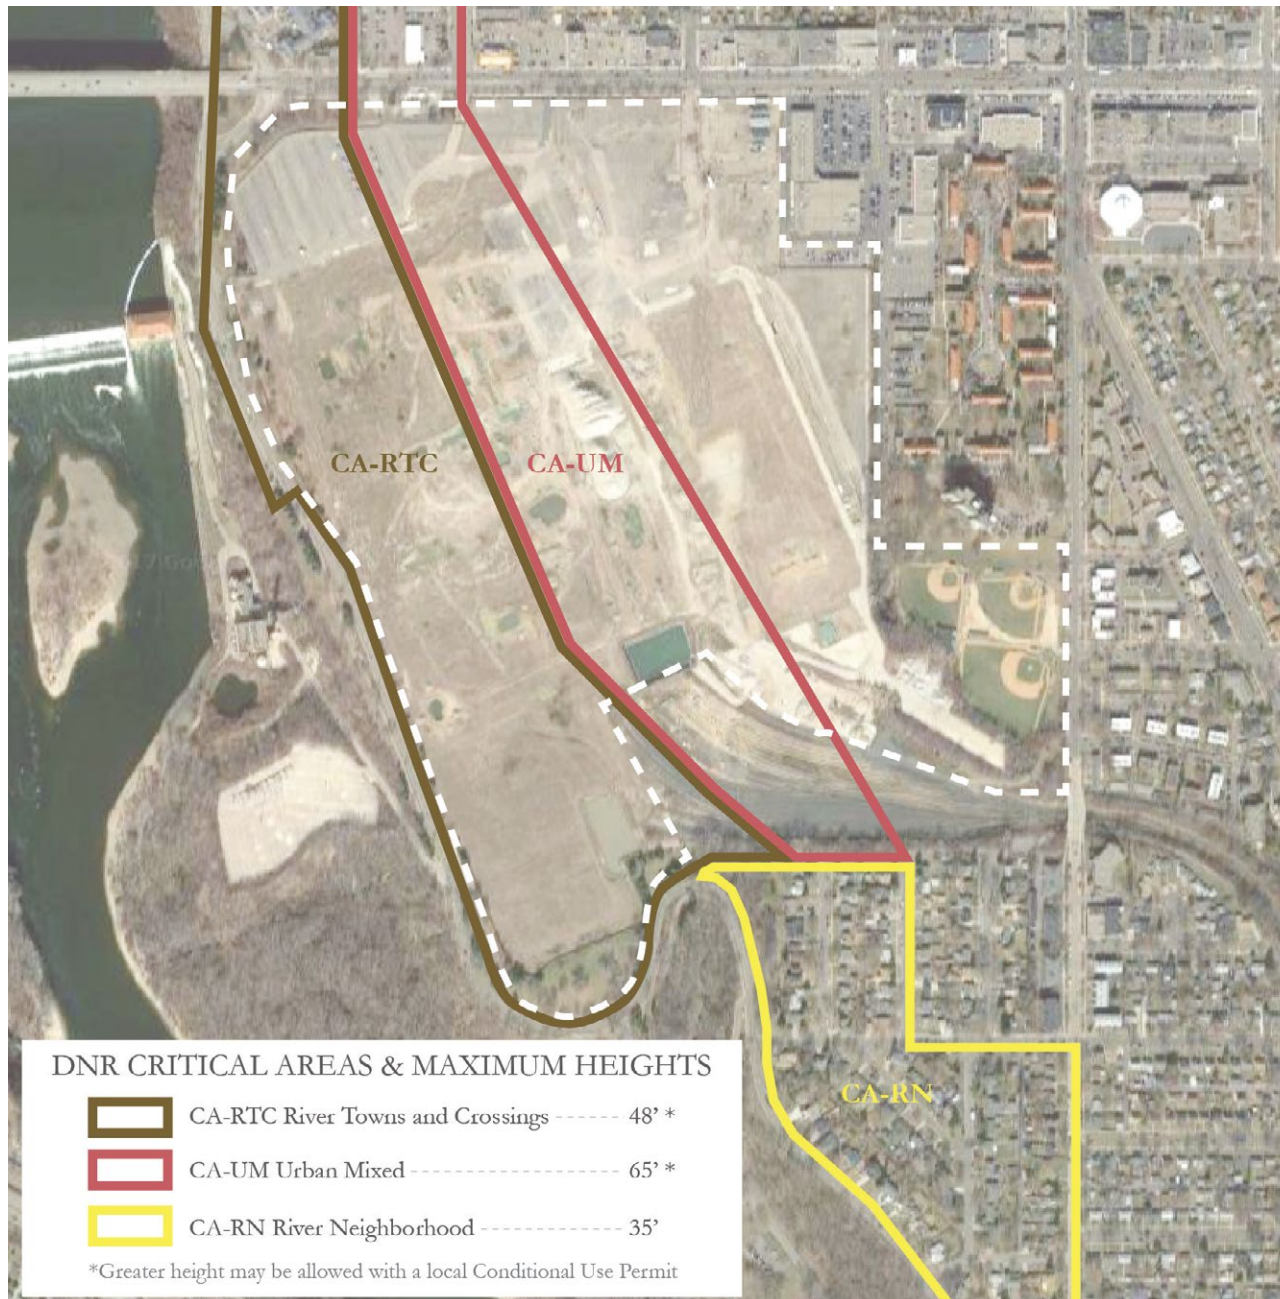 CA-RTC
CA-UM
CA-RN
DNR CRITICAL AREAS & MAXIMUM HEIGHTS
CA-RTC River Towns and Crossings 48’ *
CA-UM Urban Mixed 65’ *
CA-RN River Neighborhood 35’
*Greater height may be allowed with a local Conditional Use Permit